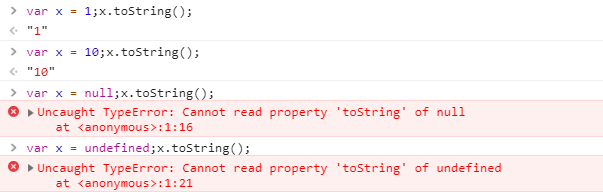 > var x = 1;x.toString();
< "1"
> var x = 10;x.toString();
< "10"
> var x = null;x.toString();
Uncaught TypeError: Cannot read property 'toString' of null
at <anonymous>:1:16
> var x = undefined;x.toString();
Uncaught TypeError: Cannot read property 'toString' of undefined
at <anonymous>:1:21